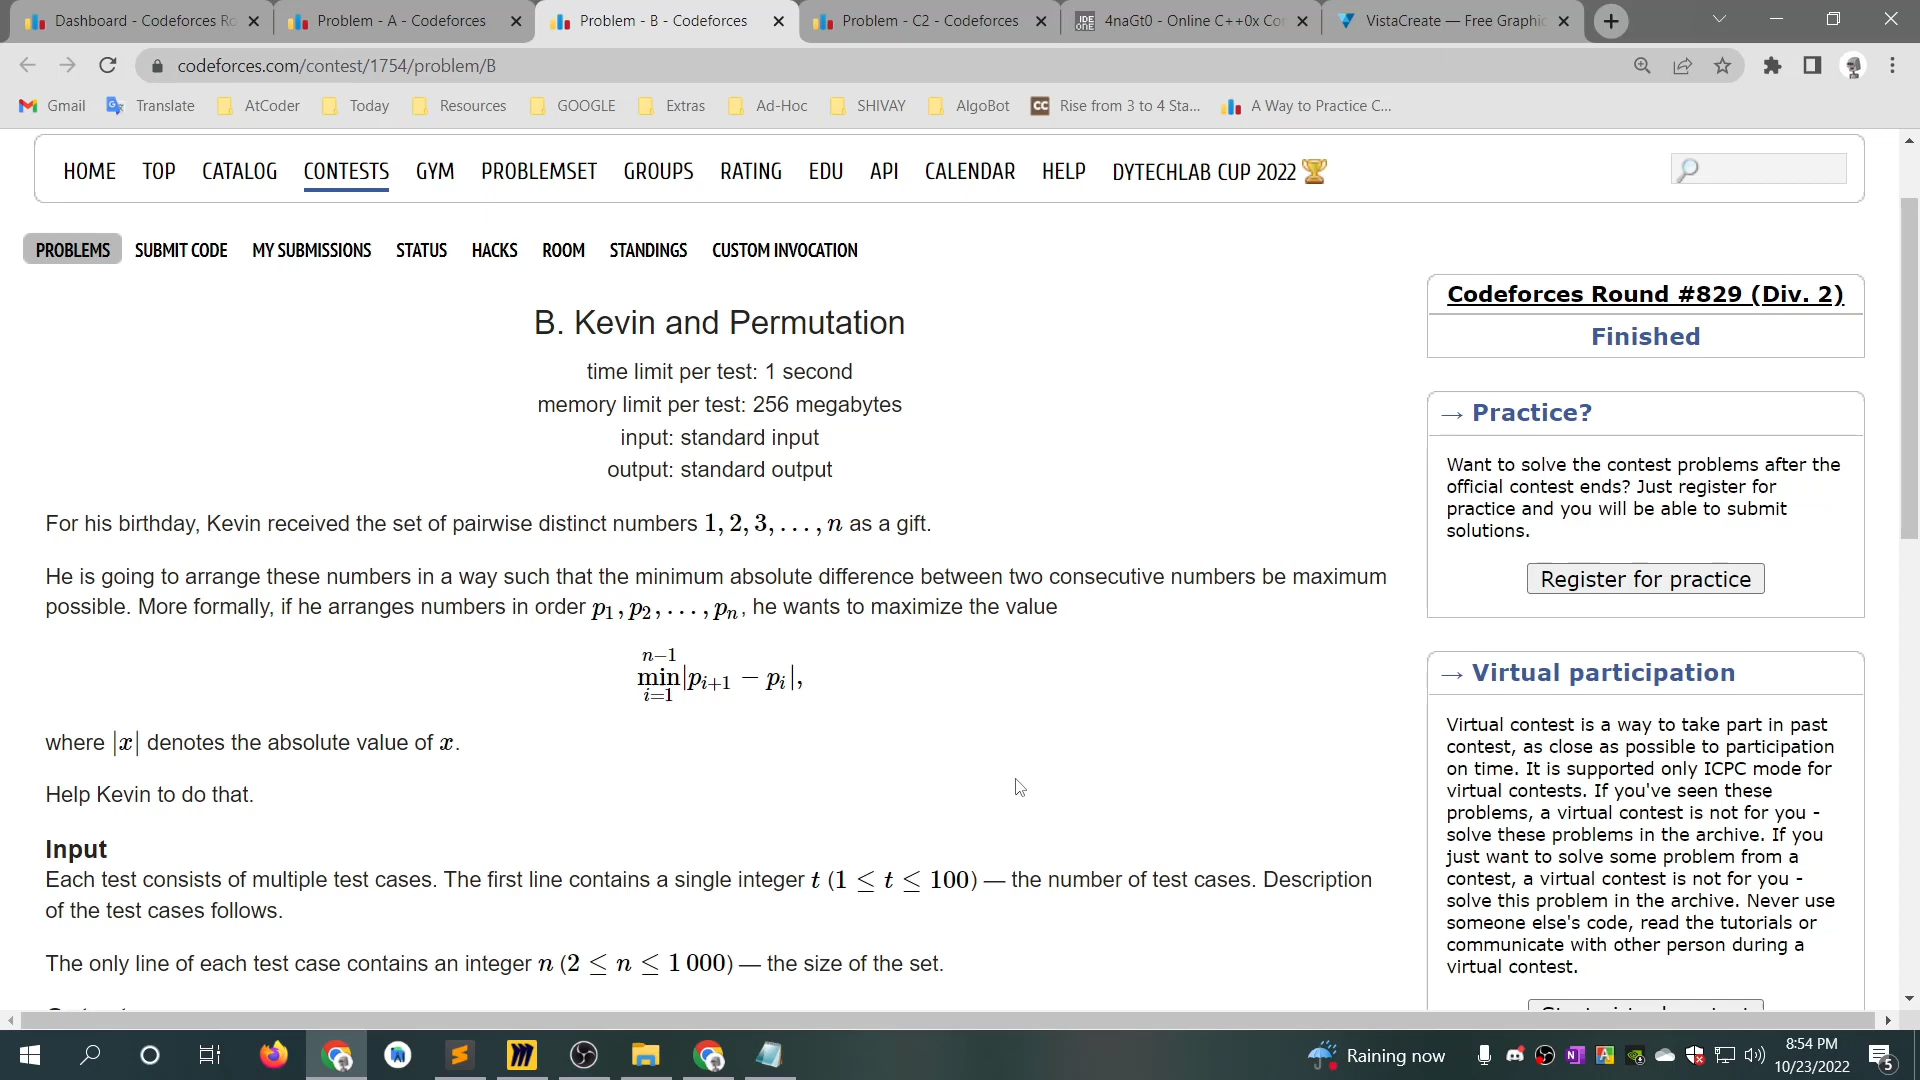 Dashboard - Codeforces Ro
Problem - A - Codeforces
Problem - B - Codeforces
Problem - C2 - Codeforces
4naGt0 - Online C++0x Co
VistaCreate — Free Graphic
codeforces.com/contest/1754/problem/B
Gmail
Translate
AtCoder
Today
Resources
GOOGLE
Extras
Ad-Hoc
SHIVAY
AlgoBot
CC
Rise from 3 to 4 Sta...
A Way to Practice C...
HOME TOP CATALOG CONTESTS GYM PROBLEMSET GROUPS RATING EDU API CALENDAR HELP DYTECHLAB CUP 2022
PROBLEMS SUBMIT CODE MY SUBMISSIONS STATUS HACKS ROOM STANDINGS CUSTOM INVOCATION
B. Kevin and Permutation
time limit per test: 1 second
memory limit per test: 256 megabytes
input: standard input
output: standard output
For his birthday, Kevin received the set of pairwise distinct numbers 1, 2, 3, . . . , n as a gift.
He is going to arrange these numbers in a way such that the minimum absolute difference between two consecutive numbers be maximum
possible. More formally, if he arranges numbers in order p1, p2, . . . , pn, he wants to maximize the value
n−1
min|pi+1 − pi|,
i=1
where |x| denotes the absolute value of x.
Help Kevin to do that.
Input
Each test consists of multiple test cases. The first line contains a single integer t (1 ≤ t ≤ 100) — the number of test cases. Description
of the test cases follows.
The only line of each test case contains an integer n (2 ≤ n ≤ 1 000) — the size of the set.
Codeforces Round #829 (Div. 2)
Finished
→ Practice?
Want to solve the contest problems after the
official contest ends? Just register for
practice and you will be able to submit
solutions.
Register for practice
→ Virtual participation
Virtual contest is a way to take part in past
contest, as close as possible to participation
on time. It is supported only ICPC mode for
virtual contests. If you've seen these
problems, a virtual contest is not for you -
solve these problems in the archive. If you
just want to solve some problem from a
contest, a virtual contest is not for you -
solve this problem in the archive. Never use
someone else's code, read the tutorials or
communicate with other person during a
virtual contest.
Raining now
8:54 PM
10/23/2022
5